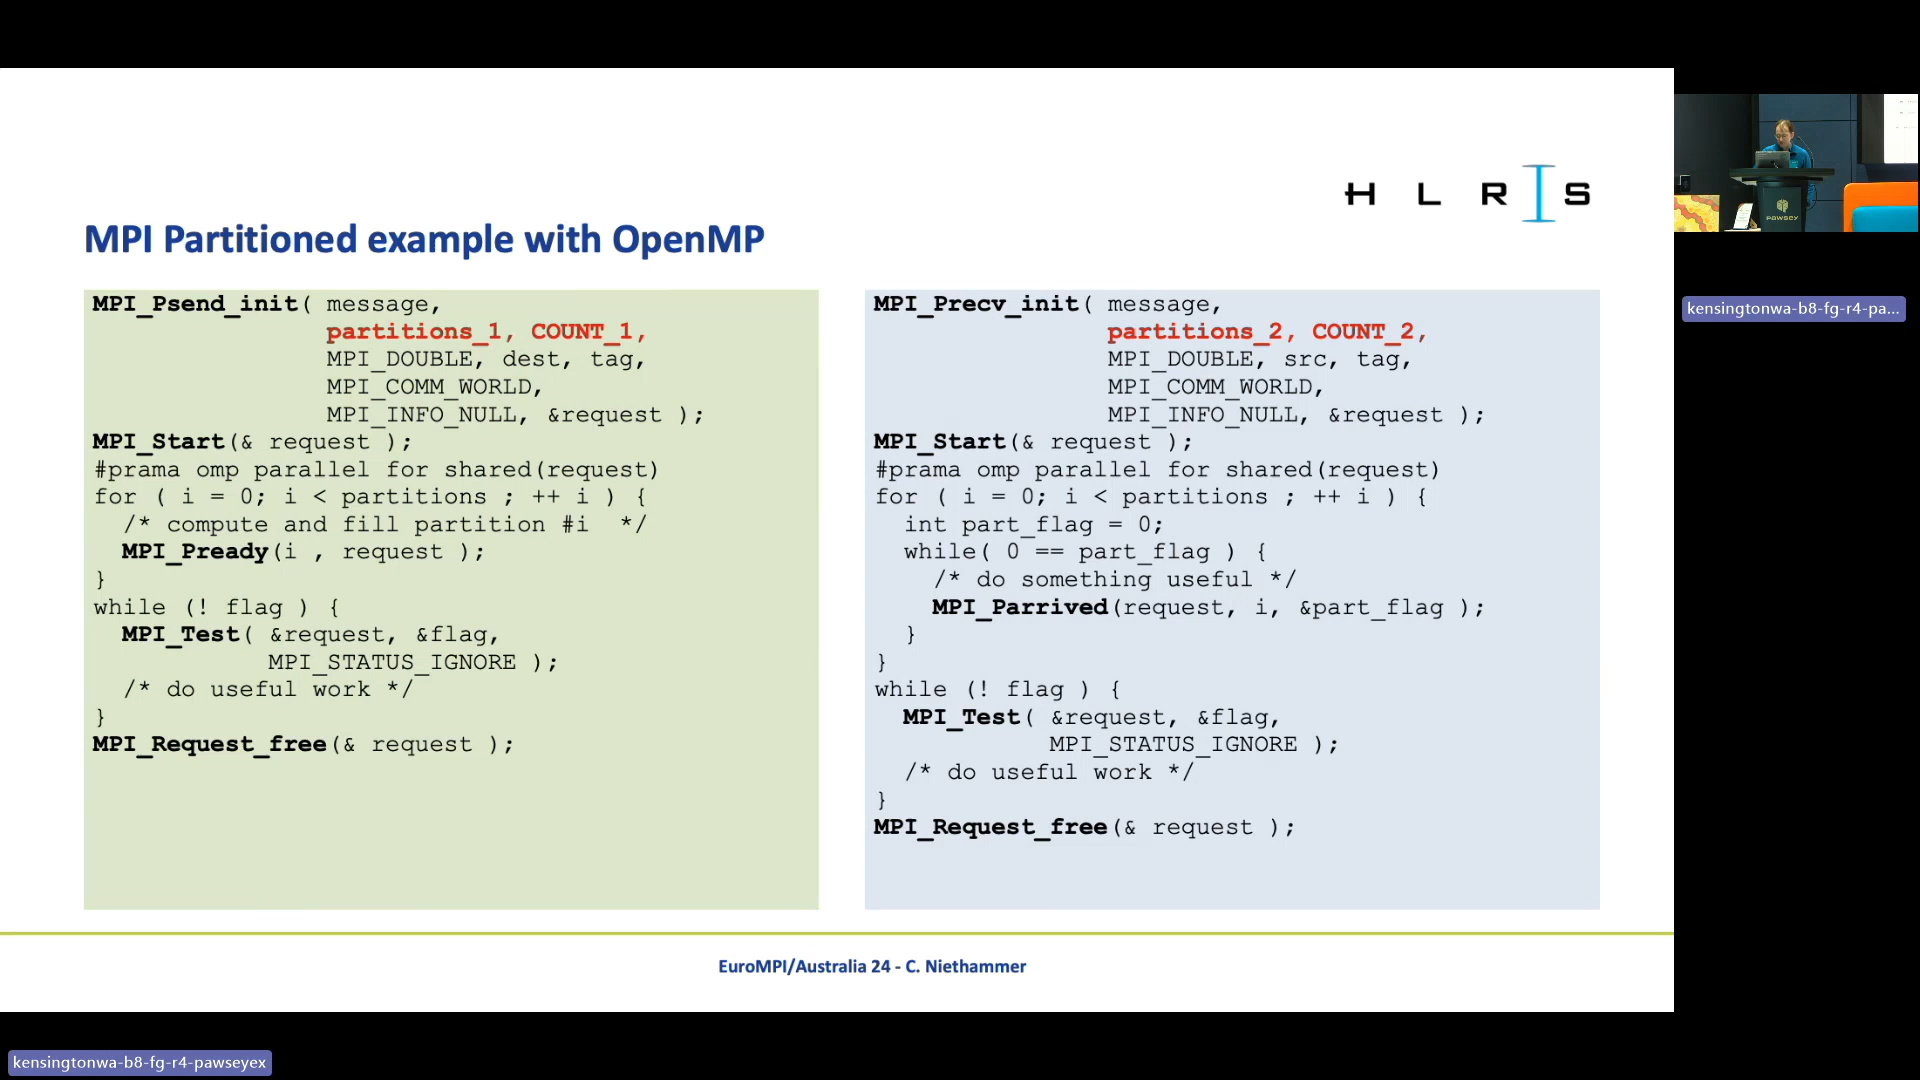 HLRIS
MPI Partitioned example with OpenMP
MPI_Psend_init( message,
partitions_1, COUNT_1,
MPI_DOUBLE, dest, tag,
MPI_COMM_WORLD,
MPI_INFO_NULL, &request );
MPI_Start(& request );
#prama omp parallel for shared(request)
for ( i = 0; i < partitions ; ++ i ) {
/* compute and fill partition #i */
MPI_Pready(i , request );
}
while (! flag ) {
MPI_Test( &request, &flag,
MPI_STATUS_IGNORE );
/* do useful work */
}
MPI_Request_free(& request );
MPI_Precv_init( message,
partitions_2, COUNT_2,
MPI_DOUBLE, src, tag,
MPI_COMM_WORLD,
MPI_INFO_NULL, &request );
MPI_Start(& request );
#prama omp parallel for shared(request)
for ( i = 0; i < partitions ; ++ i ) {
int part_flag = 0;
while( 0 == part_flag ) {
/* do something useful */
MPI_Parrived(request, i, &part_flag );
}
}
while (! flag ) {
MPI_Test( &request, &flag,
MPI_STATUS_IGNORE );
/* do useful work */
}
MPI_Request_free(& request );
EuroMPI/Australia 24 - C. Niethammer
PAWSEY
kensingtonwa-b8-fg-r4-pa...
kensingtonwa-b8-fg-r4-pawseyex